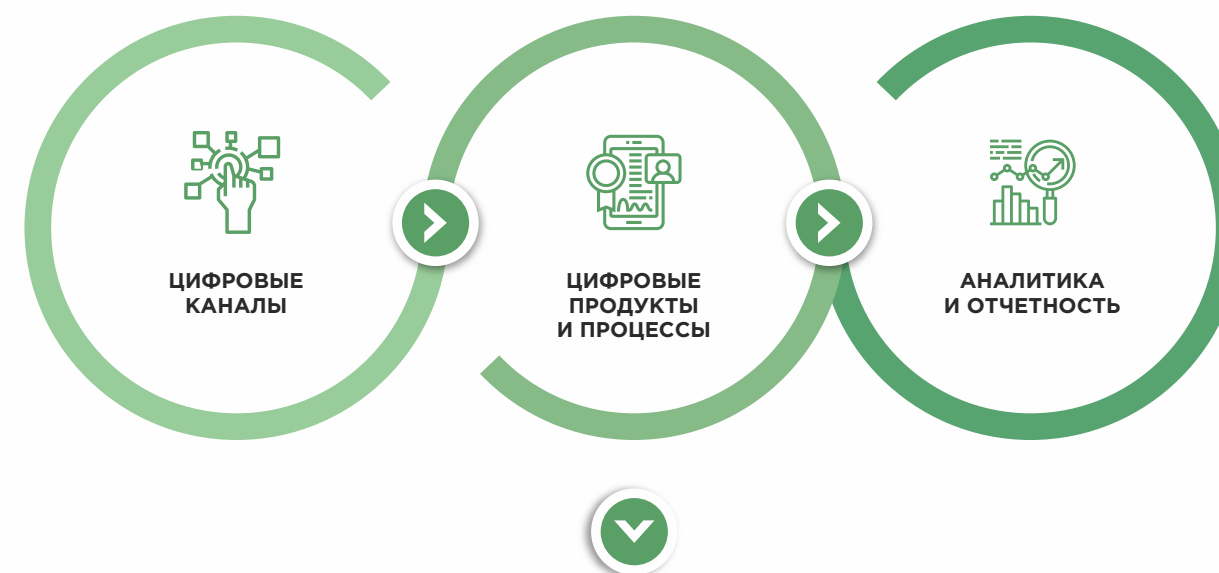 ЦИФРОВЫЕ
КАНАЛЫ
ЦИФРОВЫЕ
ПРОДУКТЫ
И ПРОЦЕССЫ
АНАЛИТИКА
И ОТЧЕТНОСТЬ